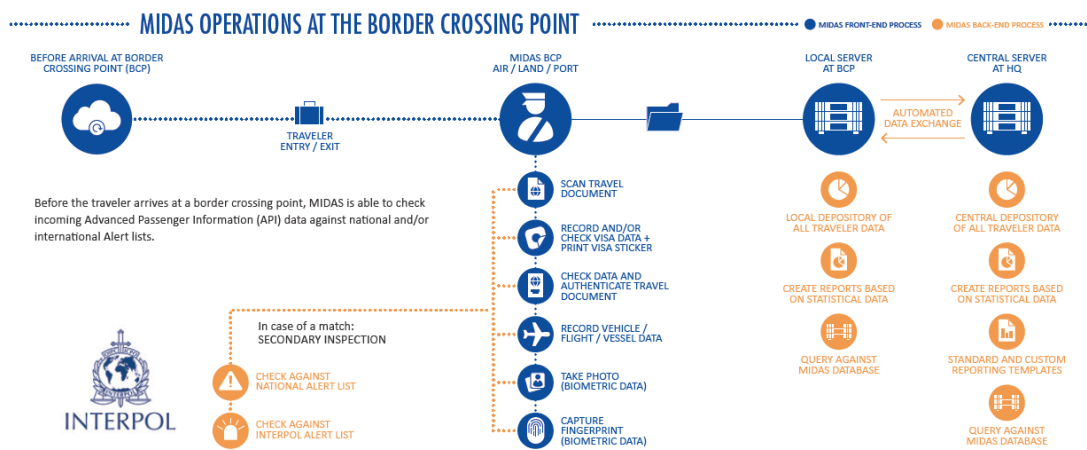 MIDAS OPERATIONS AT THE BORDER CROSSING POINT
MIDAS FRONT-END PROCESS
MIDAS BACK-END PROCESS
BEFORE ARRIVAL AT BORDER
CROSSING POINT (BCP)
MIDAS BCP
AIR / LAND / PORT
LOCAL SERVER
AT BCP
CENTRAL SERVER
AT HQ
TRAVELER
ENTRY / EXIT
AUTOMATED
DATA EXCHANGE
Before the traveler arrives at a border crossing point, MIDAS is able to check
incoming Advanced Passenger Information (API) data against national and/or
international Alert lists.
SCAN TRAVEL
DOCUMENT
RECORD AND/OR
CHECK VISA DATA +
PRINT VISA STICKER
CHECK DATA AND
AUTHENTICATE TRAVEL
DOCUMENT
RECORD VEHICLE /
FLIGHT / VESSEL DATA
TAKE PHOTO
(BIOMETRIC DATA)
CAPTURE
FINGERPRINT
(BIOMETRIC DATA)
In case of a match:
SECONDARY INSPECTION
CHECK AGAINST
NATIONAL ALERT LIST
CHECK AGAINST
INTERPOL ALERT LIST
INTERPOL
LOCAL DEPOSITORY OF
ALL TRAVELER DATA
CREATE REPORTS BASED
ON STATISTICAL DATA
QUERY AGAINST
MIDAS DATABASE
CENTRAL DEPOSITORY
OF ALL TRAVELER DATA
CREATE REPORTS BASED
ON STATISTICAL DATA
STANDARD AND CUSTOM
REPORTING TEMPLATES
QUERY AGAINST
MIDAS DATABASE